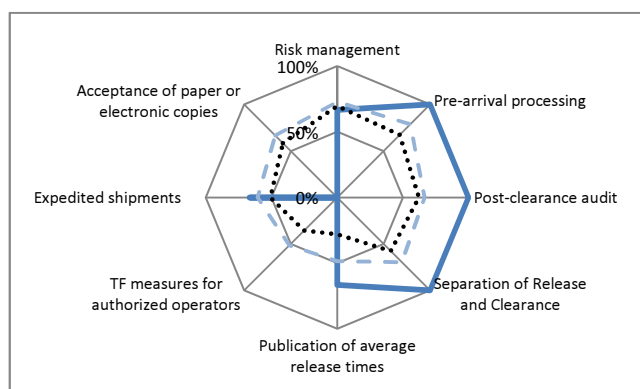 Risk management
100%
Acceptance of paper or
electronic copies
Pre-arrival processing
50%
Expedited shipments
0%
Post-clearance audit
TF measures for
authorized operators
Separation of Release
and Clearance
Publication of average
release times